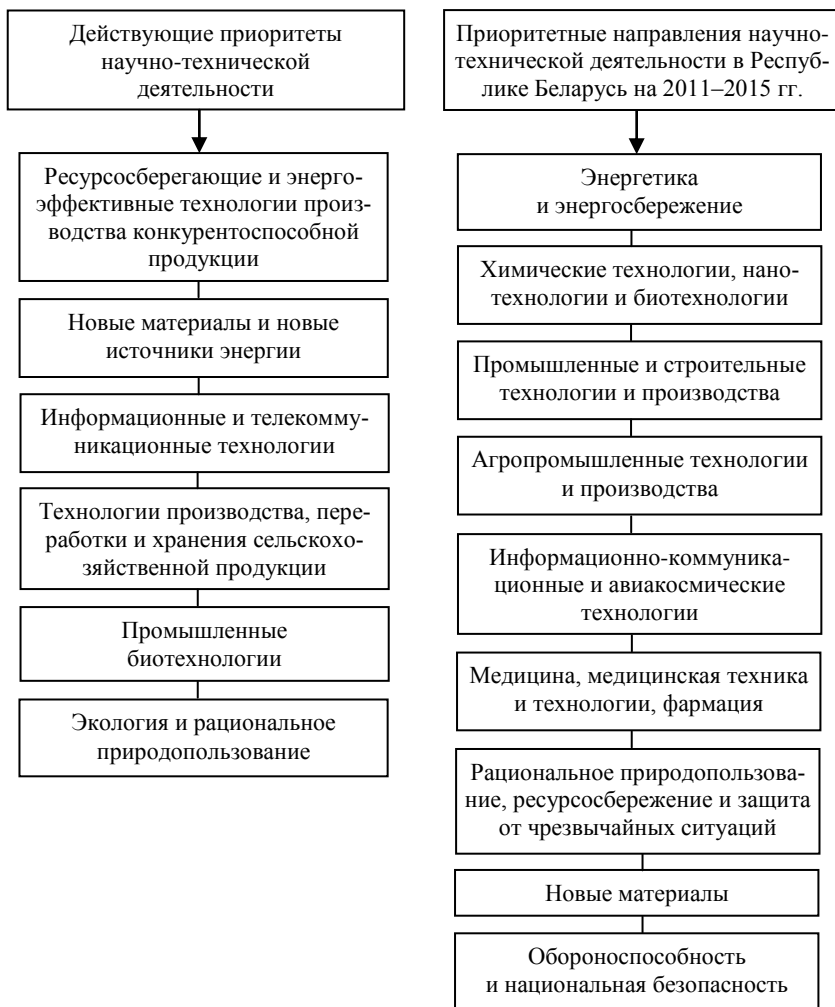 Действующие приоритеты
научно-технической
деятельности
Ресурсосберегающие и энерго-
эффективные технологии произ-
водства конкурентоспособной
продукции
Новые материалы и новые
источники энергии
Информационные и телекомму-
никационные технологии
Технологии производства, пере-
работки и хранения сельскохо-
зяйственной продукции
Промышленные
биотехнологии
Экология и рациональное
природопользование
Приоритетные направления научно-
технической деятельности в Респуб-
лике Беларусь на 2011–2015 гг.
Энергетика
и энергосбережение
Химические технологии, нано-
технологии и биотехнологии
Промышленные и строительные
технологии и производства
Агропромышленные технологии
и производства
Информационно-коммуника-
ционные и авиакосмические
технологии
Медицина, медицинская техника
и технологии, фармация
Рациональное природопользова-
ние, ресурсосбережение и защита
от чрезвычайных ситуаций
Новые материалы
Обороноспособность
и национальная безопасность